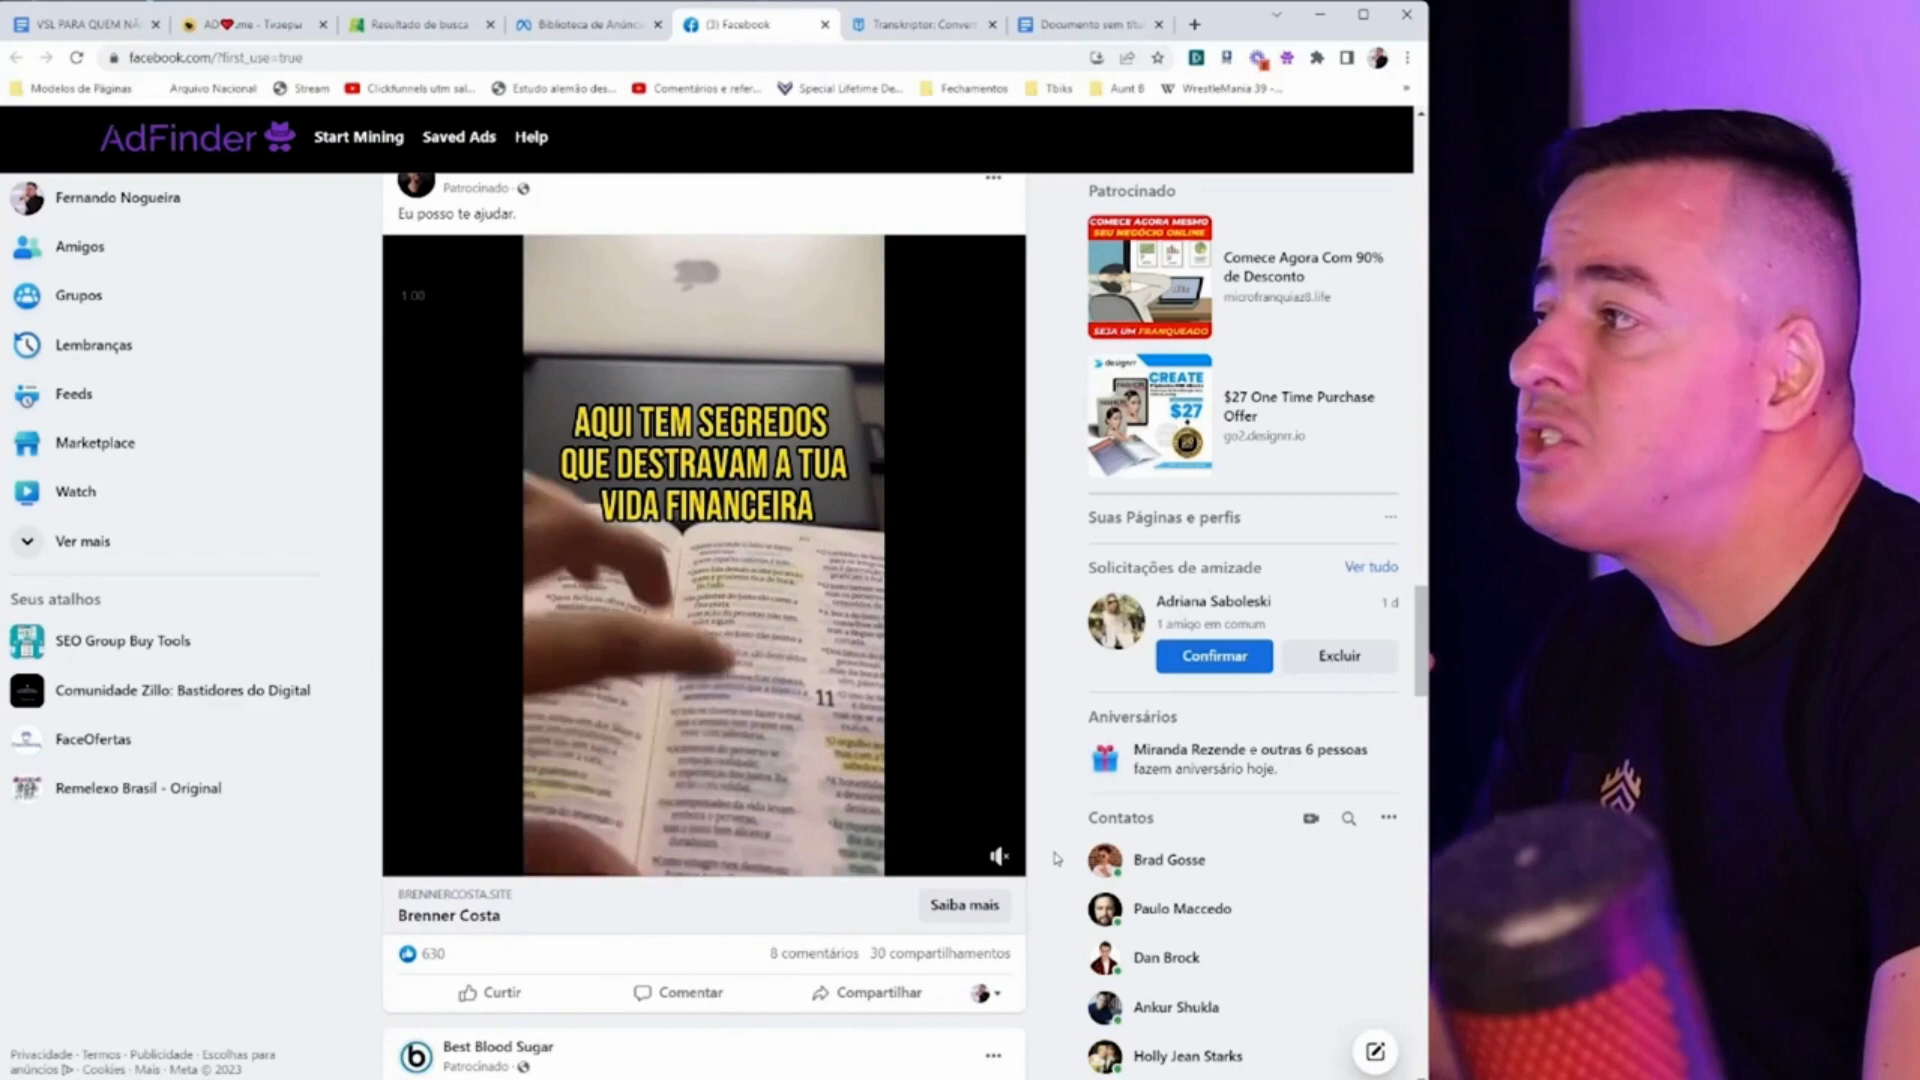 VSL PARA QUEM NÃ
AD❤.me - Тизеры
Resultado de busca
Biblioteca de Anúnc
(3) Facebook
Transkriptor: Conver
Documento sem títu
facebook.com/?first_use=true
Modelos de Páginas
Arquivo Nacional
Stream
Clickfunnels utm sal...
Estudo alemão des...
Comentários e refer...
Special Lifetime De...
Fechamentos
Tbiks
Aunt B
WrestleMania 39 -...
AdFinder
Start Mining
Saved Ads
Help
Fernando Nogueira
Amigos
Grupos
Lembranças
Feeds
Marketplace
Watch
Ver mais
Seus atalhos
SEO Group Buy Tools
Comunidade Zillo: Bastidores do Digital
FaceOfertas
Remelexo Brasil - Original
Privacidade · Termos · Publicidade · Escolhas para
anúncios · Cookies · Mais · Meta © 2023
Patrocinado ·
Eu posso te ajudar.
1:00
AQUI TEM SEGREDOS
QUE DESTRAVAM A TUA
VIDA FINANCEIRA
11
BRENNERCOSTA.SITE
Brenner Costa
Saiba mais
630
8 comentários 30 compartilhamentos
Curtir
Comentar
Compartilhar
Best Blood Sugar
Patrocinado ·
Patrocinado
COMECE AGORA MESMO
SEU NEGÓCIO ONLINE
SEJA UM FRANQUEADO
Comece Agora Com 90%
de Desconto
microfranquiaz8.life
designrr
CREATE
$27
$27 One Time Purchase
Offer
go2.designrr.io
Suas Páginas e perfis
Solicitações de amizade
Ver tudo
Adriana Saboleski
1 d
1 amigo em comum
Confirmar
Excluir
Aniversários
Miranda Rezende e outras 6 pessoas
fazem aniversário hoje.
Contatos
Brad Gosse
Paulo Maccedo
Dan Brock
Ankur Shukla
Holly Jean Starks